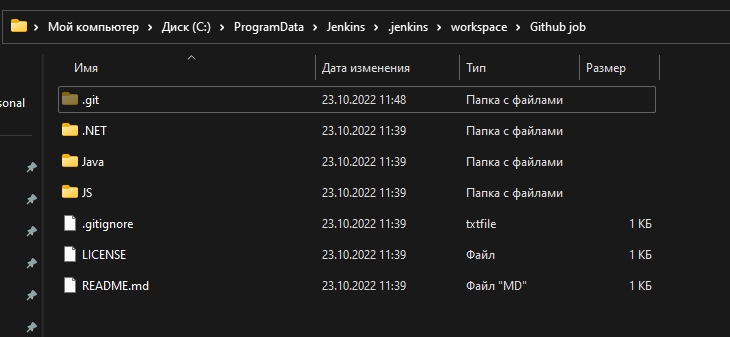 Мой компьютер > Диск (C:) > ProgramData > Jenkins > .jenkins > workspace > Github job
Имя Дата изменения Тип Размер
sonal
.git 23.10.2022 11:48 Папка с файлами
.NET 23.10.2022 11:39 Папка с файлами
Java 23.10.2022 11:39 Папка с файлами
JS 23.10.2022 11:39 Папка с файлами
.gitignore 23.10.2022 11:39 txtfile 1 КБ
LICENSE 23.10.2022 11:39 Файл 1 КБ
README.md 23.10.2022 11:39 Файл "MD" 1 КБ